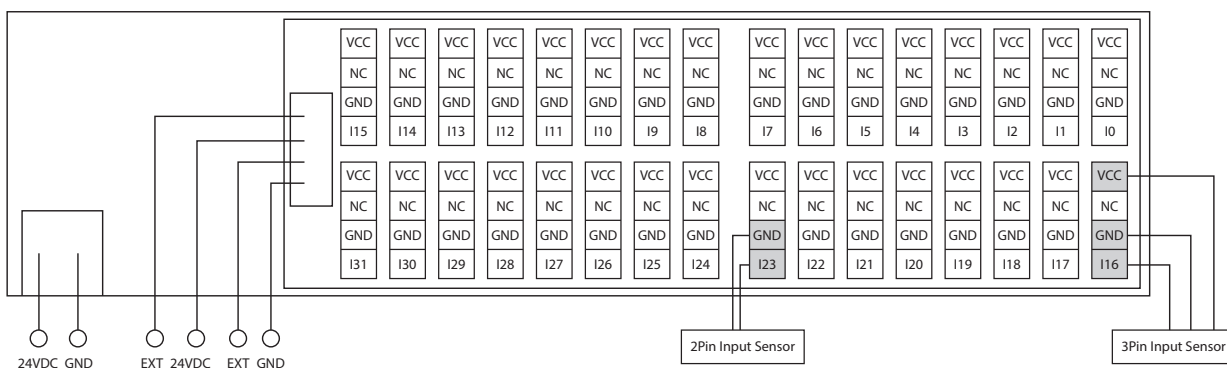 VCC VCC VCC VCC VCC VCC VCC VCC VCC VCC VCC VCC VCC VCC VCC VCC
NC NC NC NC NC NC NC NC NC NC NC NC NC NC NC NC
GND GND GND GND GND GND GND GND GND GND GND GND GND GND GND GND
I15 I14 I13 I12 I11 I10 I9 I8 I7 I6 I5 I4 I3 I2 I1 I0
VCC VCC VCC VCC VCC VCC VCC VCC VCC VCC VCC VCC VCC VCC VCC VCC
NC NC NC NC NC NC NC NC NC NC NC NC NC NC NC NC
GND GND GND GND GND GND GND GND GND GND GND GND GND GND GND GND
I31 I30 I29 I28 I27 I26 I25 I24 I23 I22 I21 I20 I19 I18 I17 I16
2Pin Input Sensor 3Pin Input Sensor
24VDC GND EXT 24VDC EXT GND